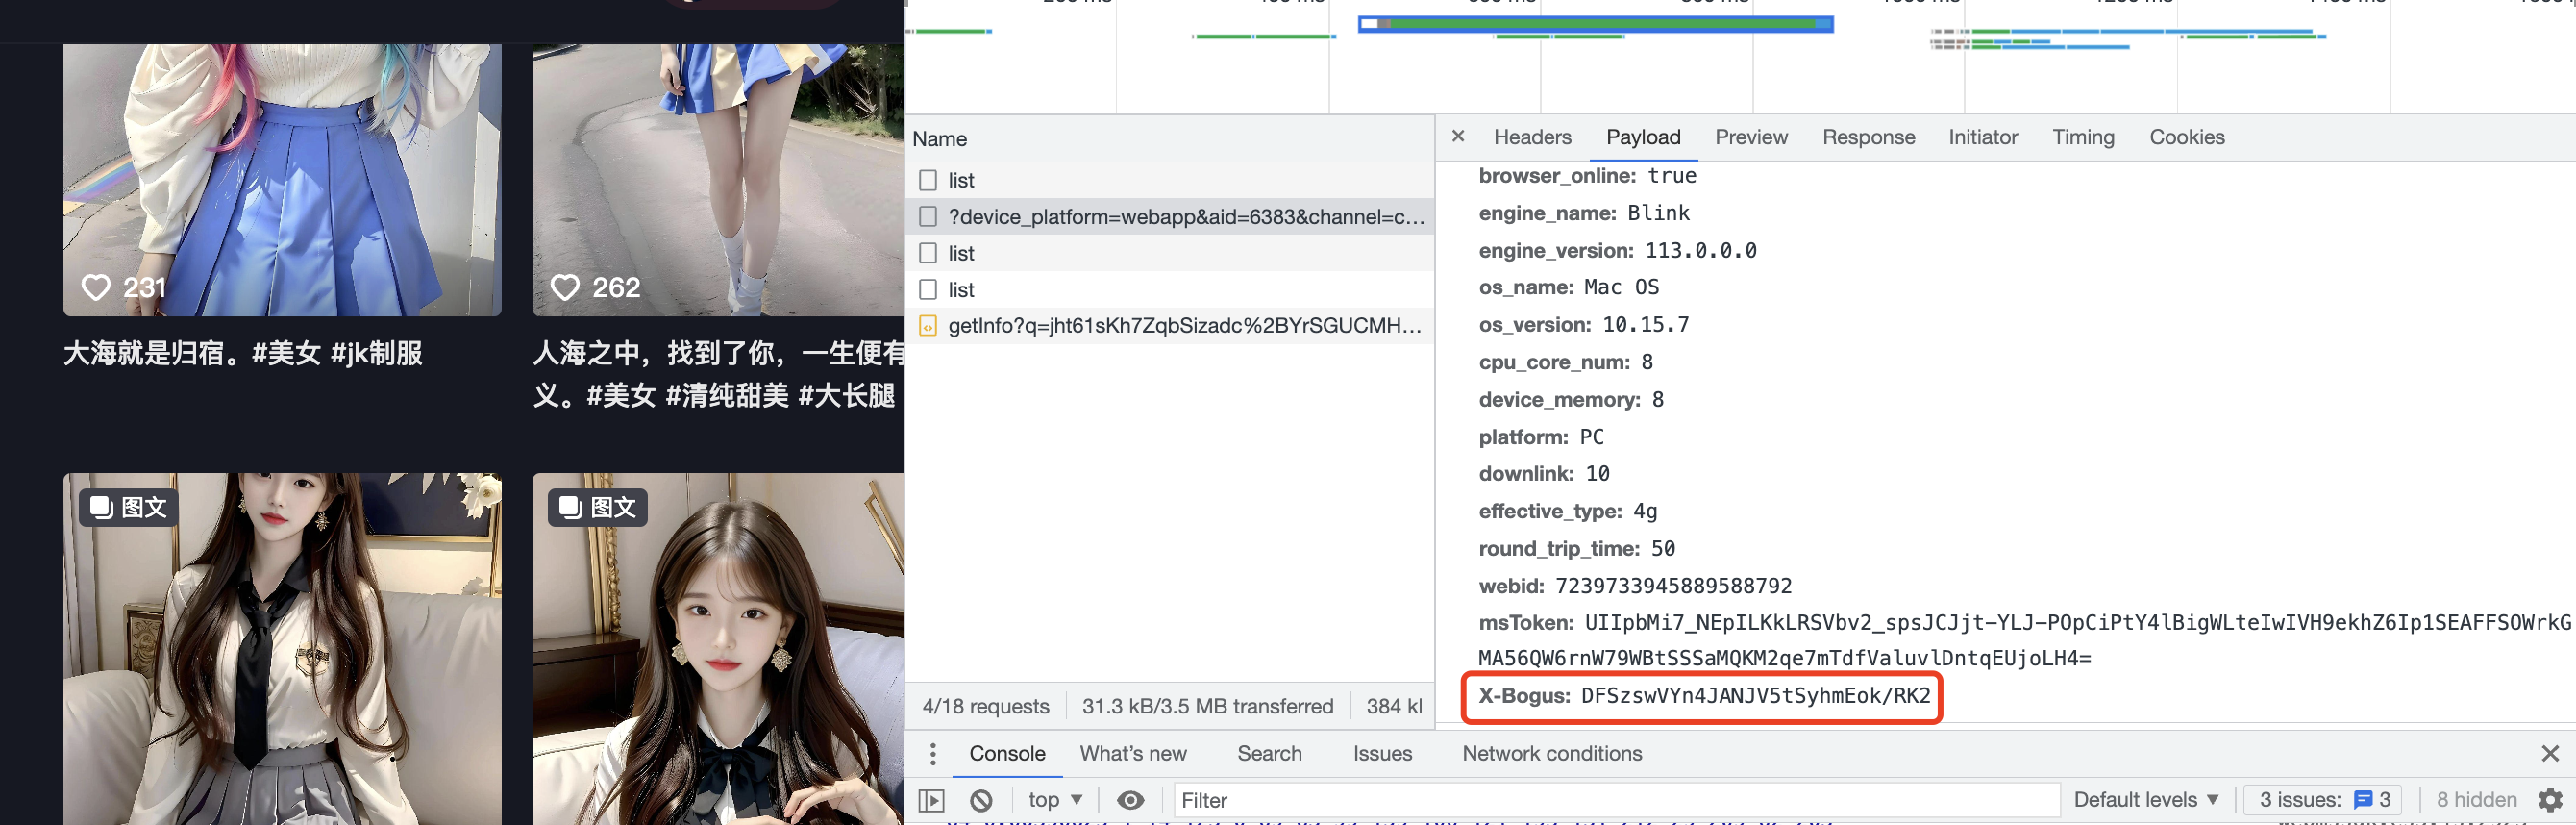 231
262
大海就是归宿。#美女 #jk制服
人海之中，找到了你，一生便有
义。#美女 #清纯甜美 #大长腿
图文
图文
Name
list
?device_platform=webapp&aid=6383&channel=c...
list
list
getInfo?q=jht61sKh7ZqbSizadc%2BYrSGUCMH...
4/18 requests
31.3 kB/3.5 MB transferred
384 kl
× Headers Payload Preview Response Initiator Timing Cookies
browser_online: true
engine_name: Blink
engine_version: 113.0.0.0
os_name: Mac OS
os_version: 10.15.7
cpu_core_num: 8
device_memory: 8
platform: PC
downlink: 10
effective_type: 4g
round_trip_time: 50
webid: 7239733945889588792
msToken: UIIpbMi7_NEpILKkLRSVbv2_spsJCJjt-YLJ-POpCiPtY4lBigWLteIwIVH9ekhZ6Ip1SEAFFSOWrkG
MA56QW6rnW79WBtSSSaMQKM2qe7mTdfValuvlDntqEUjoLH4=
X-Bogus: DFSzswVYn4JANJV5tSyhmEok/RK2
Console What's new Search Issues Network conditions
top Filter Default levels 3 issues: 3 8 hidden